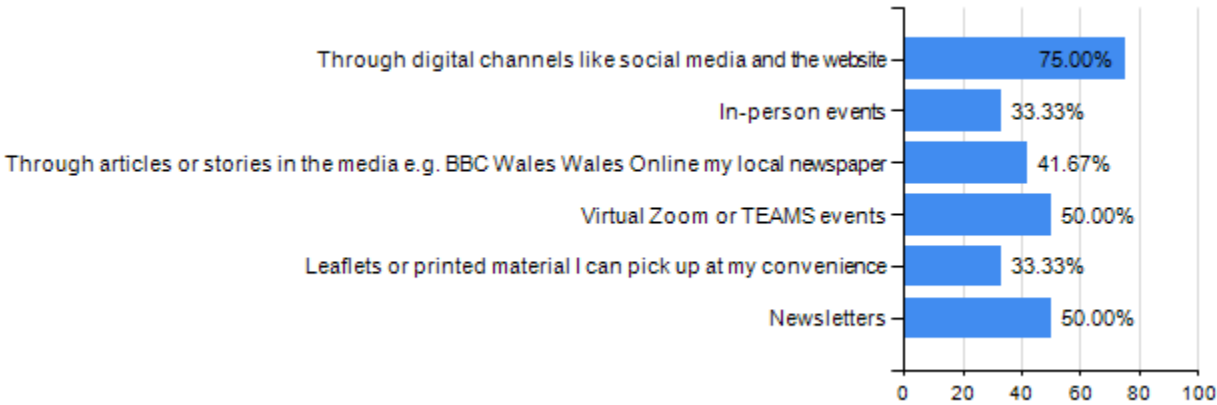 Through digital channels like social media and the website 75.00%
In-person events 33.33%
Through articles or stories in the media e.g. BBC Wales Wales Online my local newspaper 41.67%
Virtual Zoom or TEAMS events 50.00%
Leaflets or printed material I can pick up at my convenience 33.33%
Newsletters 50.00%
0 20 40 60 80 100